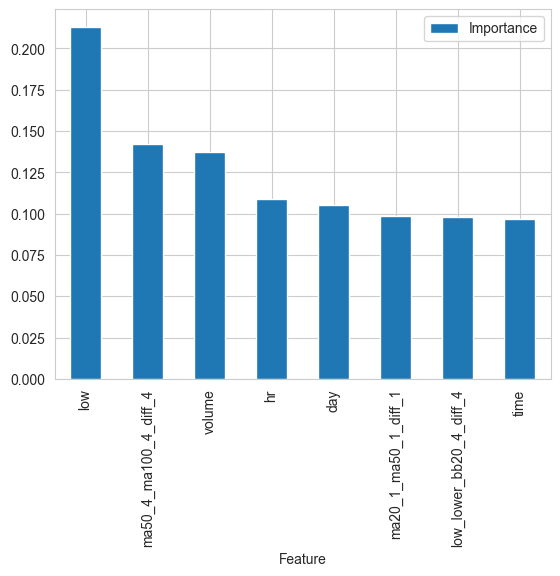 Importance
0.200
0.175
0.150
0.125
0.100
0.075
0.050
0.025
0.000
low
ma50_4_ma100_4_diff_4
volume
hr
day
ma20_1_ma50_1_diff_1
low_lower_bb20_4_diff_4
time
Feature